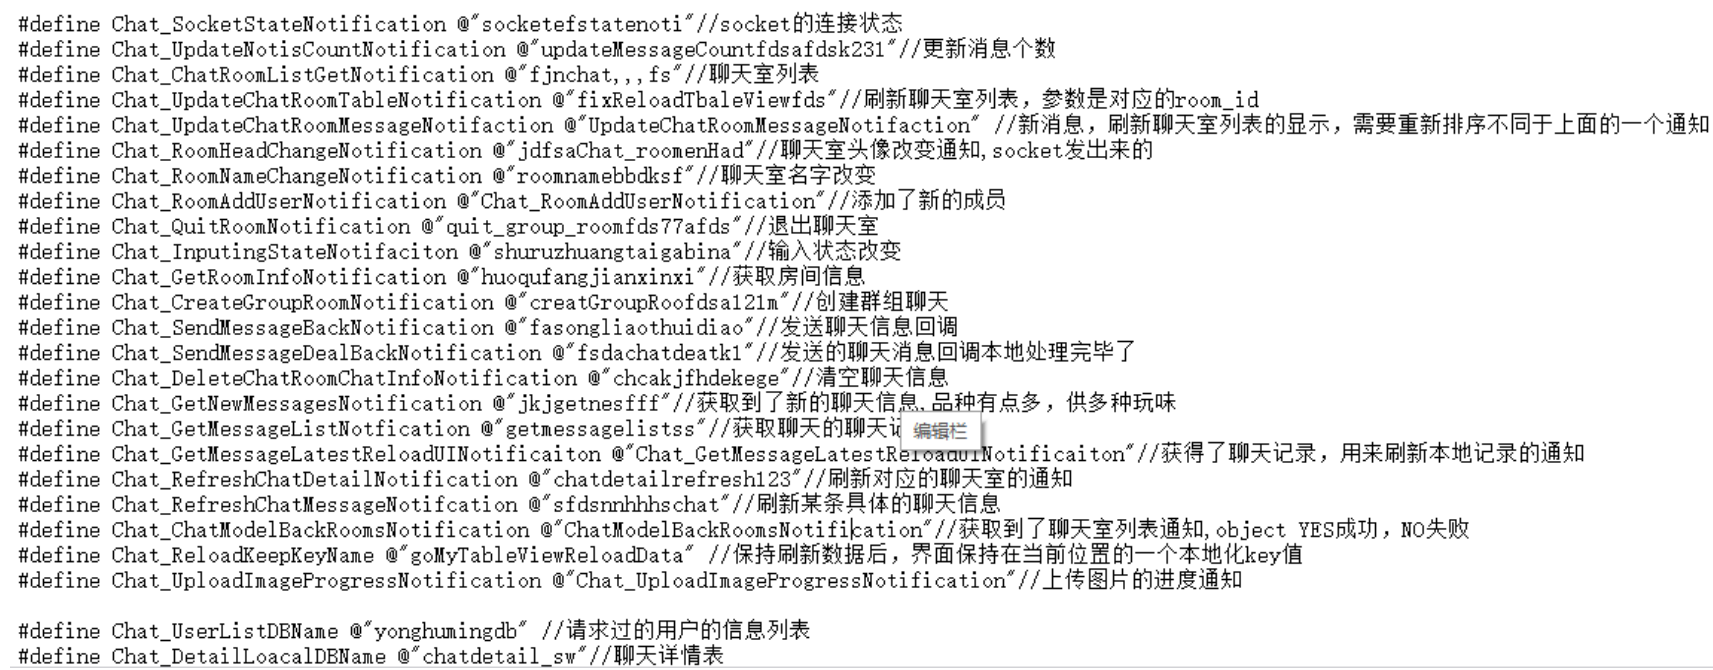 #define Chat_SocketStateNotification @"socketefstatenoti"//socket的连接状态
#define Chat_UpdateNotisCountNotification @"updateMessageCountfdsafdsk231"//更新消息个数
#define Chat_ChatRoomListGetNotification @"fjnchat,,,fs"//聊天室列表
#define Chat_UpdateChatRoomTableNotification @"fixReloadTbaleViewfds"//刷新聊天室列表，参数是对应的room_id
#define Chat_UpdateChatRoomMessageNotifaction @"UpdateChatRoomMessageNotifaction" //新消息，刷新聊天室列表的显示，需要重新排序不同于上面的一个通知
#define Chat_RoomHeadChangeNotification @"jdfsaChat_roomenHad"//聊天室头像改变通知,socket发出来的
#define Chat_RoomNameChangeNotification @"roomnamebbdksf"//聊天室名字改变
#define Chat_RoomAddUserNotification @"Chat_RoomAddUserNotification"//添加了新的成员
#define Chat_QuitRoomNotification @"quit_group_roomfds77afds"//退出聊天室
#define Chat_InputingStateNotifaciton @"shuruzhuangtaigabina"//输入状态改变
#define Chat_GetRoomInfoNotification @"huoqufangjianxinxi"//获取房间信息
#define Chat_CreateGroupRoomNotification @"creatGroupRoofdsa121m"//创建群组聊天
#define Chat_SendMessageBackNotification @"fasongliaothuidiao"//发送聊天信息回调
#define Chat_SendMessageDealBackNotification @"fsdachatdeatk1"//发送的聊天消息回调本地处理完毕了
#define Chat_DeleteChatRoomChatInfoNotification @"chcakjfhdekege"//清空聊天信息
#define Chat_GetNewMessagesNotification @"jkjgetnesfff"//获取到了新的聊天信息,品种有点多，供多种玩味
#define Chat_GetMessageListNotfication @"getmessagelistss"//获取聊天的聊天记
编辑栏
#define Chat_GetMessageLatestReloadUINotificaiton @"Chat_GetMessageLatestReloadUINotificaiton"//获得了聊天记录，用来刷新本地记录的通知
#define Chat_RefreshChatDetailNotification @"chatdetailrefresh123"//刷新对应的聊天室的通知
#define Chat_RefreshChatMessageNotifcation @"sfdsnnhhhschat"//刷新某条具体的聊天信息
#define Chat_ChatModelBackRoomsNotification @"ChatModelBackRoomsNotification"//获取到了聊天室列表通知,object YES成功，NO失败
#define Chat_ReloadKeepKeyName @"goMyTableViewReloadData" //保持刷新数据后，界面保持在当前位置的一个本地化key值
#define Chat_UploadImageProgressNotification @"Chat_UploadImageProgressNotification"//上传图片的进度通知
#define Chat_UserListDBName @"yonghumingdb" //请求过的用户的信息列表
#define Chat_DetailLoacalDBName @"chatdetail_sw"//聊天详情表